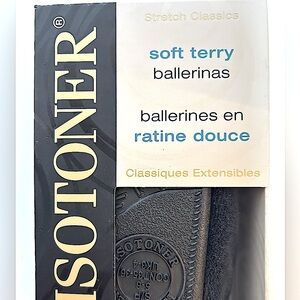 ISOTONER®
Stretch Classics
soft terry
ballerinas
ballerines en
ratine douce
Classiques Extensibles
ISOTONER